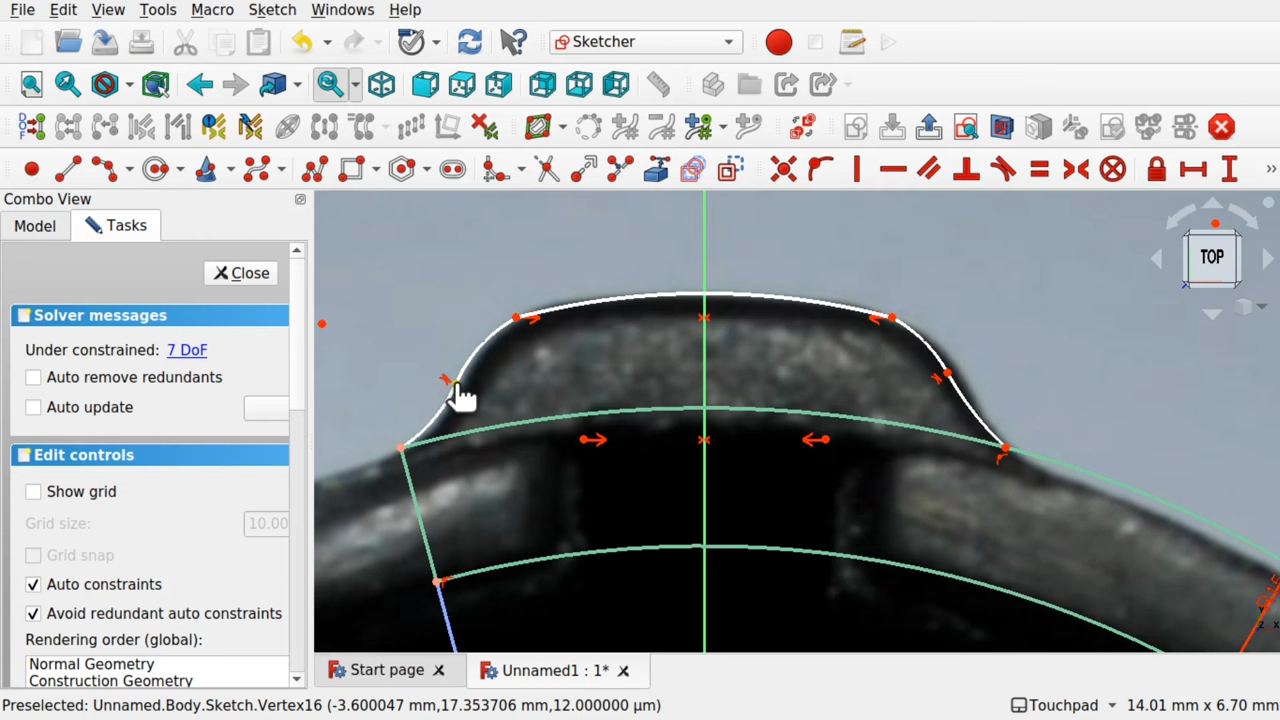 File Edit View Tools Macro Sketch Windows Help
Sketcher
Combo View
Model Tasks
TOP
Close
Solver messages
Under constrained: 7 DoF
Auto remove redundants
Auto update
Edit controls
Show grid
Grid size: 10.00
Grid snap
Auto constraints
Avoid redundant auto constraints
Rendering order (global):
Normal Geometry
Construction Geometry
Start page Unnamed1 : 1*
Preselected: Unnamed.Body.Sketch.Vertex16 (-3.600047 mm,17.353706 mm,12.000000 µm) Touchpad 14.01 mm x 6.70 mm